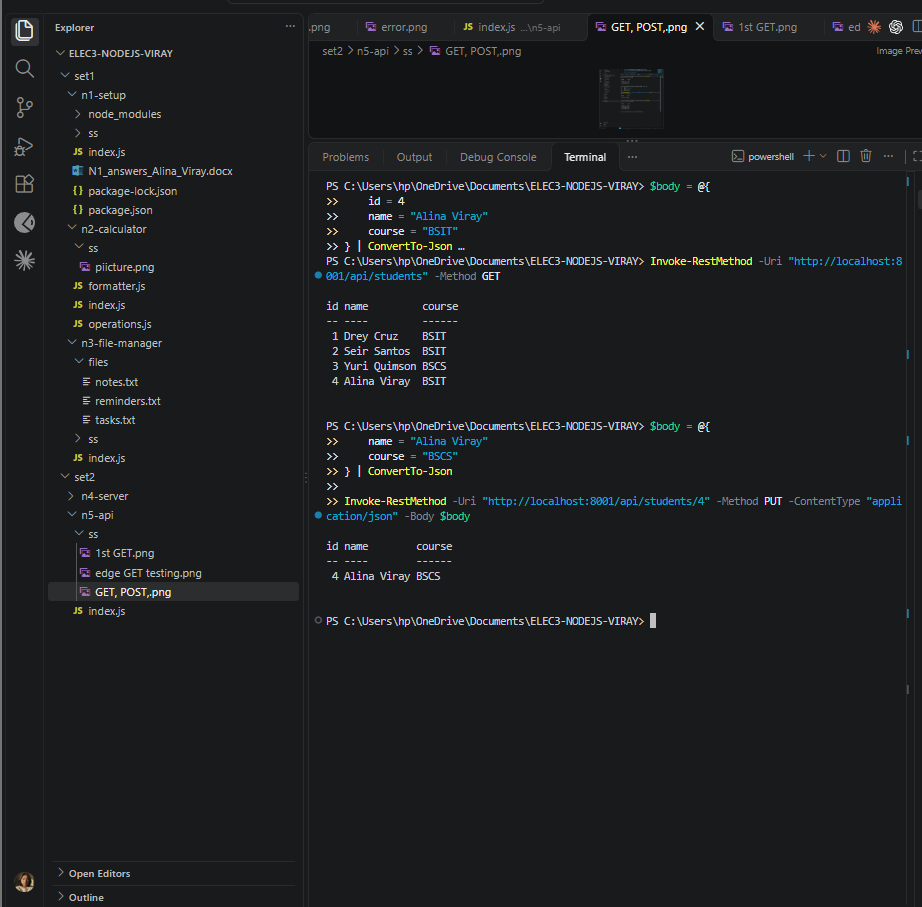 Explorer
ELEC3-NODEJS-VIRAY
set1
n1-setup
node_modules
ss
JS index.js
N1_answers_Alina_Viray.docx
{} package-lock.json
{} package.json
n2-calculator
ss
piicture.png
JS formatter.js
JS index.js
JS operations.js
n3-file-manager
files
notes.txt
reminders.txt
tasks.txt
ss
JS index.js
set2
n4-server
n5-api
ss
1st GET.png
edge GET testing.png
GET, POST,.png
JS index.js
Open Editors
Outline
.png
error.png
JS index.js ...\n5-api
GET, POST,.png
1st GET.png
ed
set2 > n5-api > ss > GET, POST,.png
Image Prev
Problems Output Debug Console Terminal ... powershell
PS C:\Users\hp\OneDrive\Documents\ELEC3-NODEJS-VIRAY> $body = @{
>> id = 4
>> name = "Alina Viray"
>> course = "BSIT"
>> } | ConvertTo-Json …
PS C:\Users\hp\OneDrive\Documents\ELEC3-NODEJS-VIRAY> Invoke-RestMethod -Uri "http://localhost:8
001/api/students" -Method GET
id name course
-- ---- ------
1 Drey Cruz BSIT
2 Seir Santos BSIT
3 Yuri Quimson BSCS
4 Alina Viray BSIT
PS C:\Users\hp\OneDrive\Documents\ELEC3-NODEJS-VIRAY> $body = @{
>> name = "Alina Viray"
>> course = "BSCS"
>> } | ConvertTo-Json
>>
>> Invoke-RestMethod -Uri "http://localhost:8001/api/students/4" -Method PUT -ContentType "appli
cation/json" -Body $body
id name course
-- ---- ------
4 Alina Viray BSCS
PS C:\Users\hp\OneDrive\Documents\ELEC3-NODEJS-VIRAY>